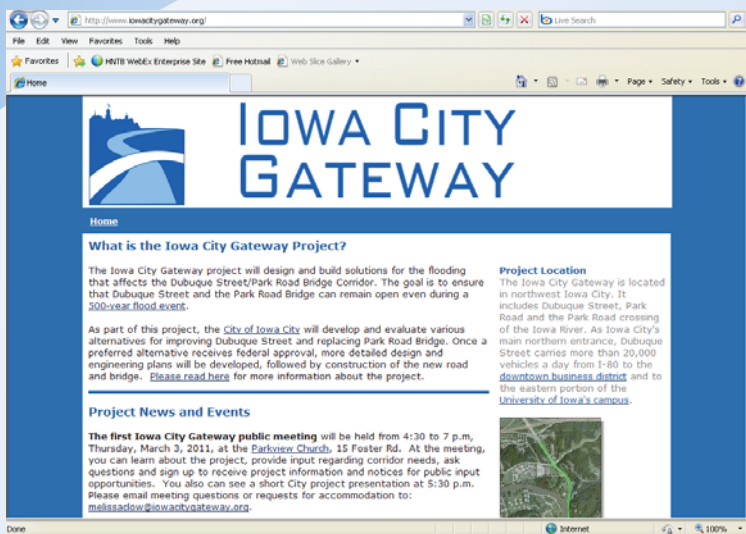 http://www.iowacitygateway.org/
Live Search
File Edit View Favorites Tools Help
Favorites HNTB WebEx Enterprise Site Free Hotmail Web Slice Gallery
Home
Page Safety Tools
IOWA CITY
GATEWAY
Home
What is the Iowa City Gateway Project?
The Iowa City Gateway project will design and build solutions for the flooding
that affects the Dubuque Street/Park Road Bridge Corridor. The goal is to ensure
that Dubuque Street and the Park Road Bridge can remain open even during a
500-year flood event.
As part of this project, the City of Iowa City will develop and evaluate various
alternatives for improving Dubuque Street and replacing Park Road Bridge. Once a
preferred alternative receives federal approval, more detailed design and
engineering plans will be developed, followed by construction of the new road
and bridge. Please read here for more information about the project.
Project News and Events
The first Iowa City Gateway public meeting will be held from 4:30 to 7 p.m,
Thursday, March 3, 2011, at the Parkview Church, 15 Foster Rd. At the meeting,
you can learn about the project, provide input regarding corridor needs, ask
questions and sign up to receive project information and notices for public input
opportunities. You also can see a short City project presentation at 5:30 p.m.
Please email meeting questions or requests for accommodation to:
melissadow@iowacitygateway.org.
Project Location
The Iowa City Gateway is located
in northwest Iowa City. It
includes Dubuque Street, Park
Road and the Park Road crossing
of the Iowa River. As Iowa City's
main northern entrance, Dubuque
Street carries more than 20,000
vehicles a day from I-80 to the
downtown business district and to
the eastern portion of the
University of Iowa's campus.
Done
Internet
100%